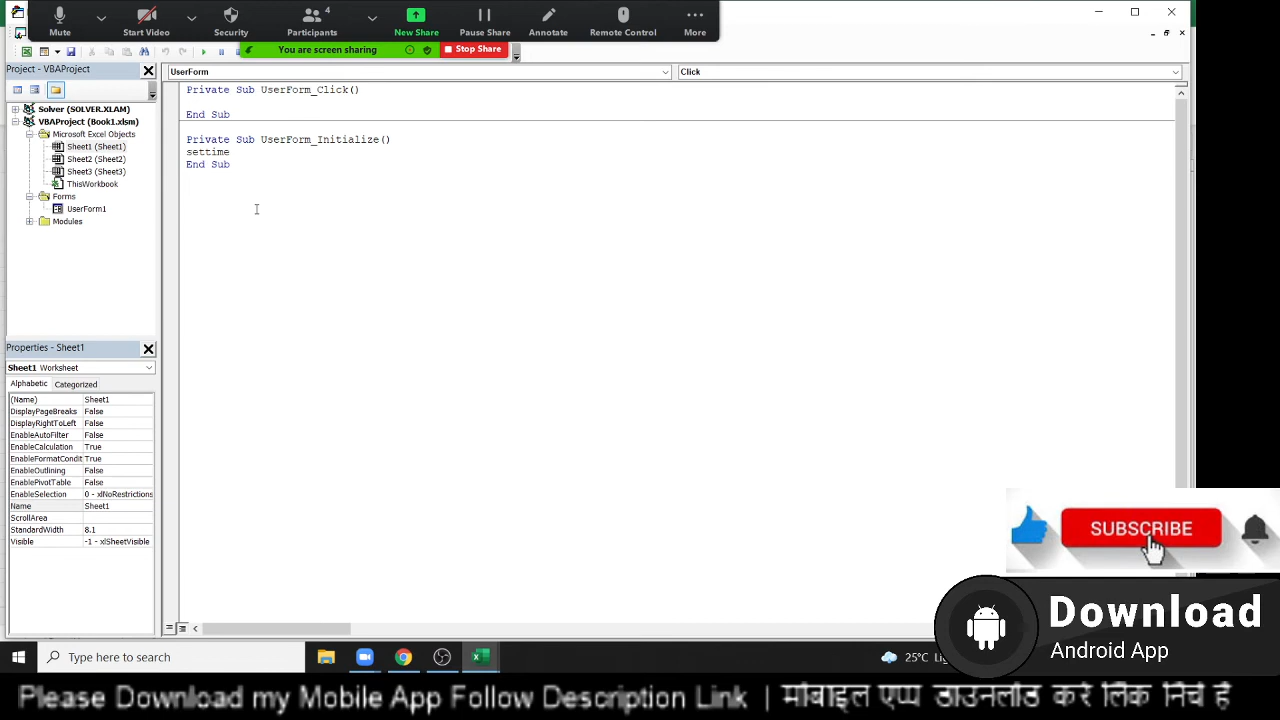 Mute
Start Video
Security
4
Participants
New Share
Pause Share
Annotate
Remote Control
More
You are screen sharing
Stop Share
Project - VBAProject
UserForm
Click
Solver (SOLVER.XLAM)
VBAProject (Book1.xlsm)
Microsoft Excel Objects
Sheet1 (Sheet1)
Sheet2 (Sheet2)
Sheet3 (Sheet3)
ThisWorkbook
Forms
UserForm1
Modules
Private Sub UserForm_Click()
End Sub
Private Sub UserForm_Initialize()
settime
End Sub
Properties - Sheet1
Sheet1 Worksheet
Alphabetic Categorized
(Name) Sheet1
DisplayPageBreaks False
DisplayRightToLeft False
EnableAutoFilter False
EnableCalculation True
EnableFormatCondit True
EnableOutlining False
EnablePivotTable False
EnableSelection 0 - xlNoRestrictions
Name Sheet1
ScrollArea
StandardWidth 8.1
Visible -1 - xlSheetVisible
SUBSCRIBE
Download
Android App
Type here to search
25°C
Please Download my Mobile App Follow Description Link | मोबाइल एप्प डाउनलोड करे लिंक निचे है